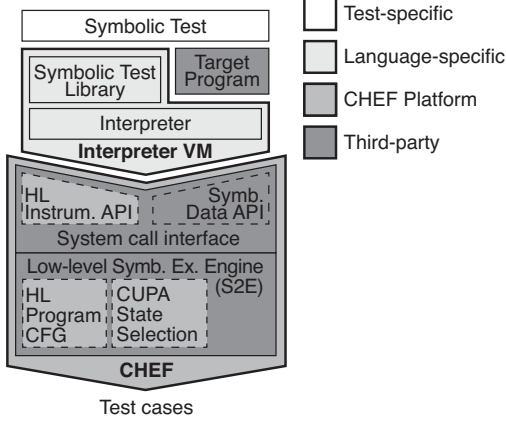 Symbolic Test
Symbolic Test
Library
Target
Program
Interpreter
Interpreter VM
HL
Instrum. API
Symb.
Data API
System call interface
Low-level Symb. Ex. Engine
(S2E)
HL
Program
CFG
CUPA
State
Selection
CHEF
Test cases
Test-specific
Language-specific
CHEF Platform
Third-party